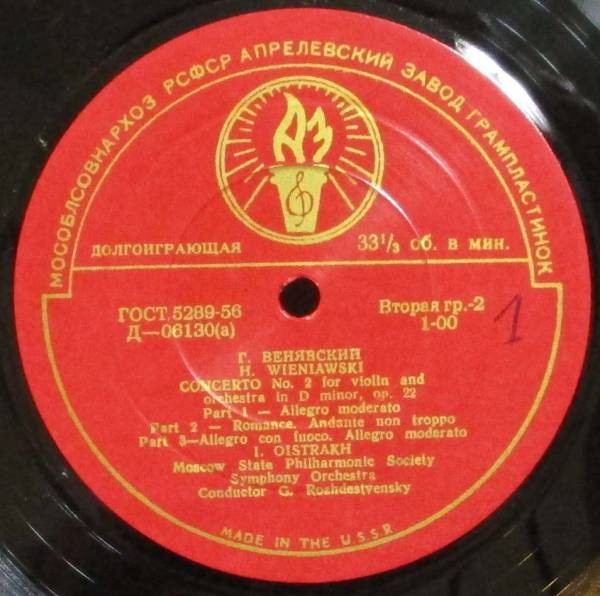 МОСОБЛСОВНАРХОЗ РСФСР АПРЕЛЕВСКИЙ ЗАВОД ГРАМПЛАСТИНОК
АЗ
ДОЛГОИГРАЮЩАЯ 33 1/3 об. в мин.
ГОСТ 5289-56 Вторая гр.-2
Д—06130(а) 1-00
1
Г. ВЕНЯВСКИЙ
H. WIENIAWSKI
CONCERTO No. 2 for violin and
orchestra in D minor, op. 22
Part 1 — Allegro moderato
Part 2 — Romance. Andante non troppo
Part 3—Allegro con fuoco. Allegro moderato
I. OISTRAKH
Moscow State Philharmonic Society
Symphony Orchestra
Conductor G. Rozhdestvensky
MADE IN THE U.S.S.R.